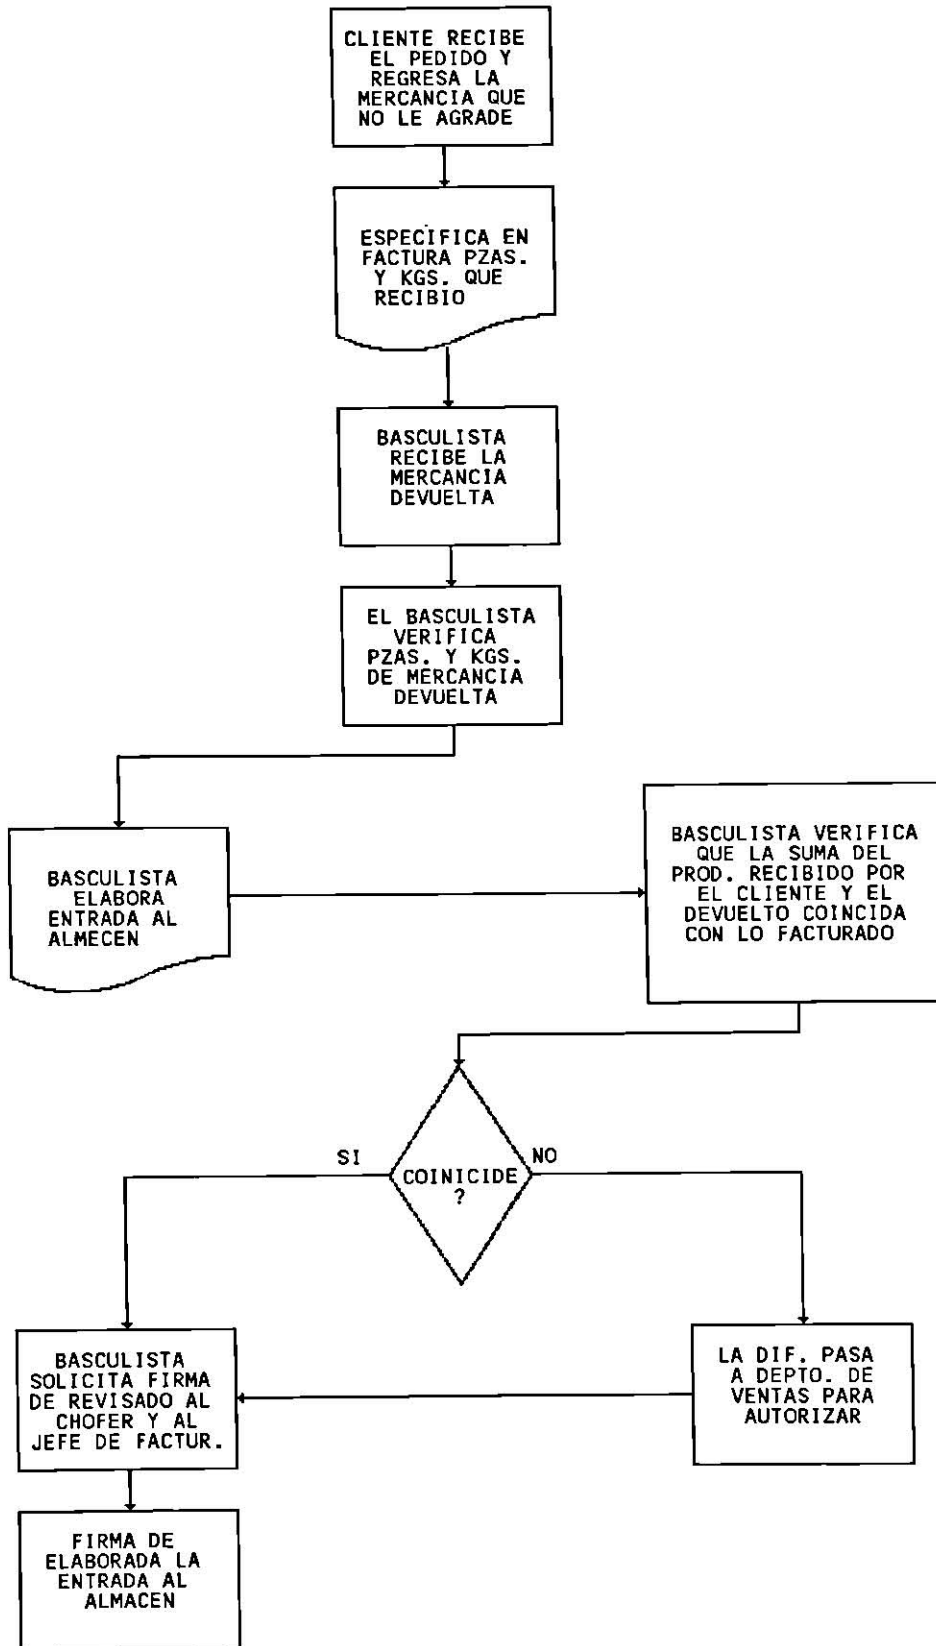 CLIENTE RECIBE
EL PEDIDO Y
REGRESA LA
MERCANCIA QUE
NO LE AGRADE
ESPECIFICA EN
FACTURA PZAS.
Y KGS. QUE
RECIBIO
BASCULISTA
RECIBE LA
MERCANCIA
DEVUELTA
EL BASCULISTA
VERIFICA
PZAS. Y KGS.
DE MERCANCIA
DEVUELTA
BASCULISTA
ELABORA
ENTRADA AL
ALMECEN
BASCULISTA VERIFICA
QUE LA SUMA DEL
PROD. RECIBIDO POR
EL CLIENTE Y EL
DEVUELTO COINCIDA
CON LO FACTURADO
SI
COINICIDE
?
NO
BASCULISTA
SOLICITA FIRMA
DE REVISADO AL
CHOFER Y AL
JEFE DE FACTUR.
LA DIF. PASA
A DEPTO. DE
VENTAS PARA
AUTORIZAR
FIRMA DE
ELABORADA LA
ENTRADA AL
ALMACEN